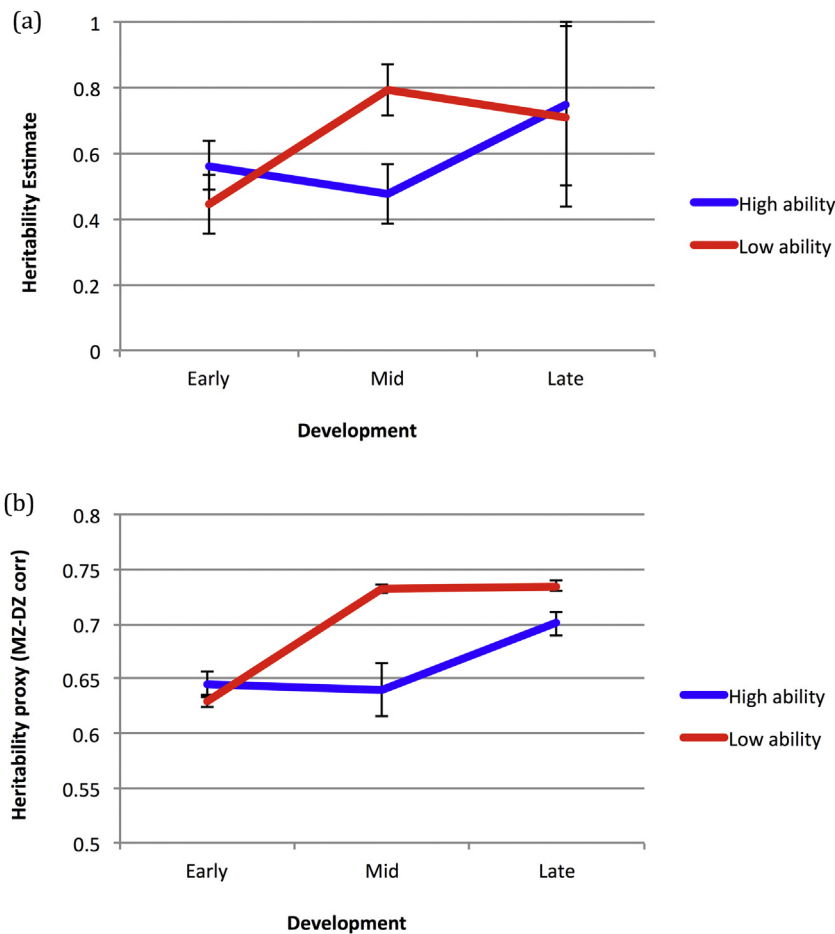 (a)
Heritability Estimate
1
0.8
0.6
0.4
0.2
0
Early Mid Late
Development
High ability
Low ability
(b)
Heritability proxy (MZ-DZ corr)
0.8
0.75
0.7
0.65
0.6
0.55
0.5
Early Mid Late
Development
High ability
Low ability